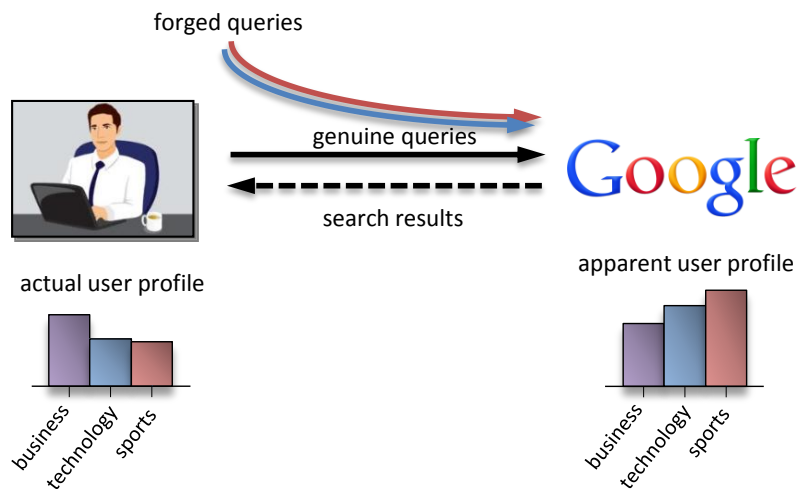 forged queries
genuine queries
Google
search results
actual user profile
apparent user profile
business
technology
sports
business
technology
sports